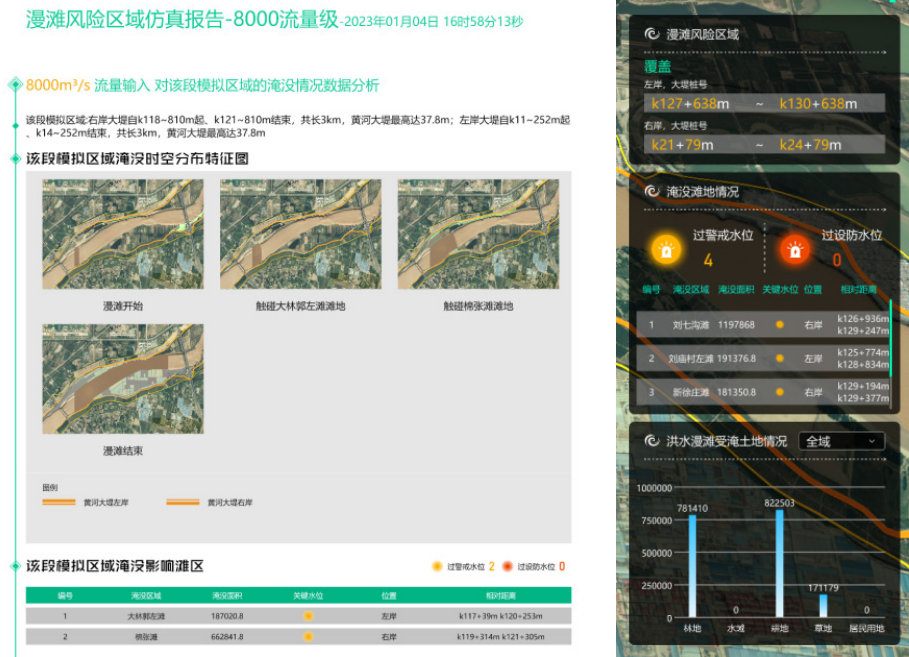 漫滩风险区域仿真报告-8000流量级-2023年01月04日 16时58分13秒
8000m³/s 流量输入 对该段模拟区域的淹没情况数据分析
该段模拟区域:右岸大堤自k118~810m起、k121~810m结束，共长3km，黄河大堤最高达37.8m；左岸大堤自k11~252m起
、k14~252m结束，共长3km，黄河大堤最高达37.8m
该段模拟区域淹没时空分布特征图
漫滩开始
触碰大林郭左滩滩地
触碰棉张滩滩地
漫滩结束
图例
黄河大堤左岸
黄河大堤右岸
该段模拟区域淹没影响滩区
过警戒水位 2 过设防水位 0
编号 淹没区域 淹没面积 关键水位 位置 相对距离
1 大林郭左滩 187020.8 左岸 k117+39m k120+253m
2 棉张滩 662841.8 右岸 k119+314m k121+305m
漫滩风险区域
覆盖
左岸，大堤桩号
k127+638m ~ k130+638m
右岸，大堤桩号
k21+79m ~ k24+79m
淹没滩地情况
过警戒水位
4
过设防水位
0
编号 淹没区域 淹没面积 关键水位 位置 相对距离
1 刘七沟滩 1197868 右岸 k126+936m
k129+247m
2 刘庙村左滩 191376.8 左岸 k125+774m
k128+834m
3 新徐庄滩 181350.8 右岸 k129+194m
k129+377m
洪水漫滩受淹土地情况 全域
1000000
750000
500000
250000
0
781410
0
822503
171179
0
林地 水域 耕地 草地 居民用地